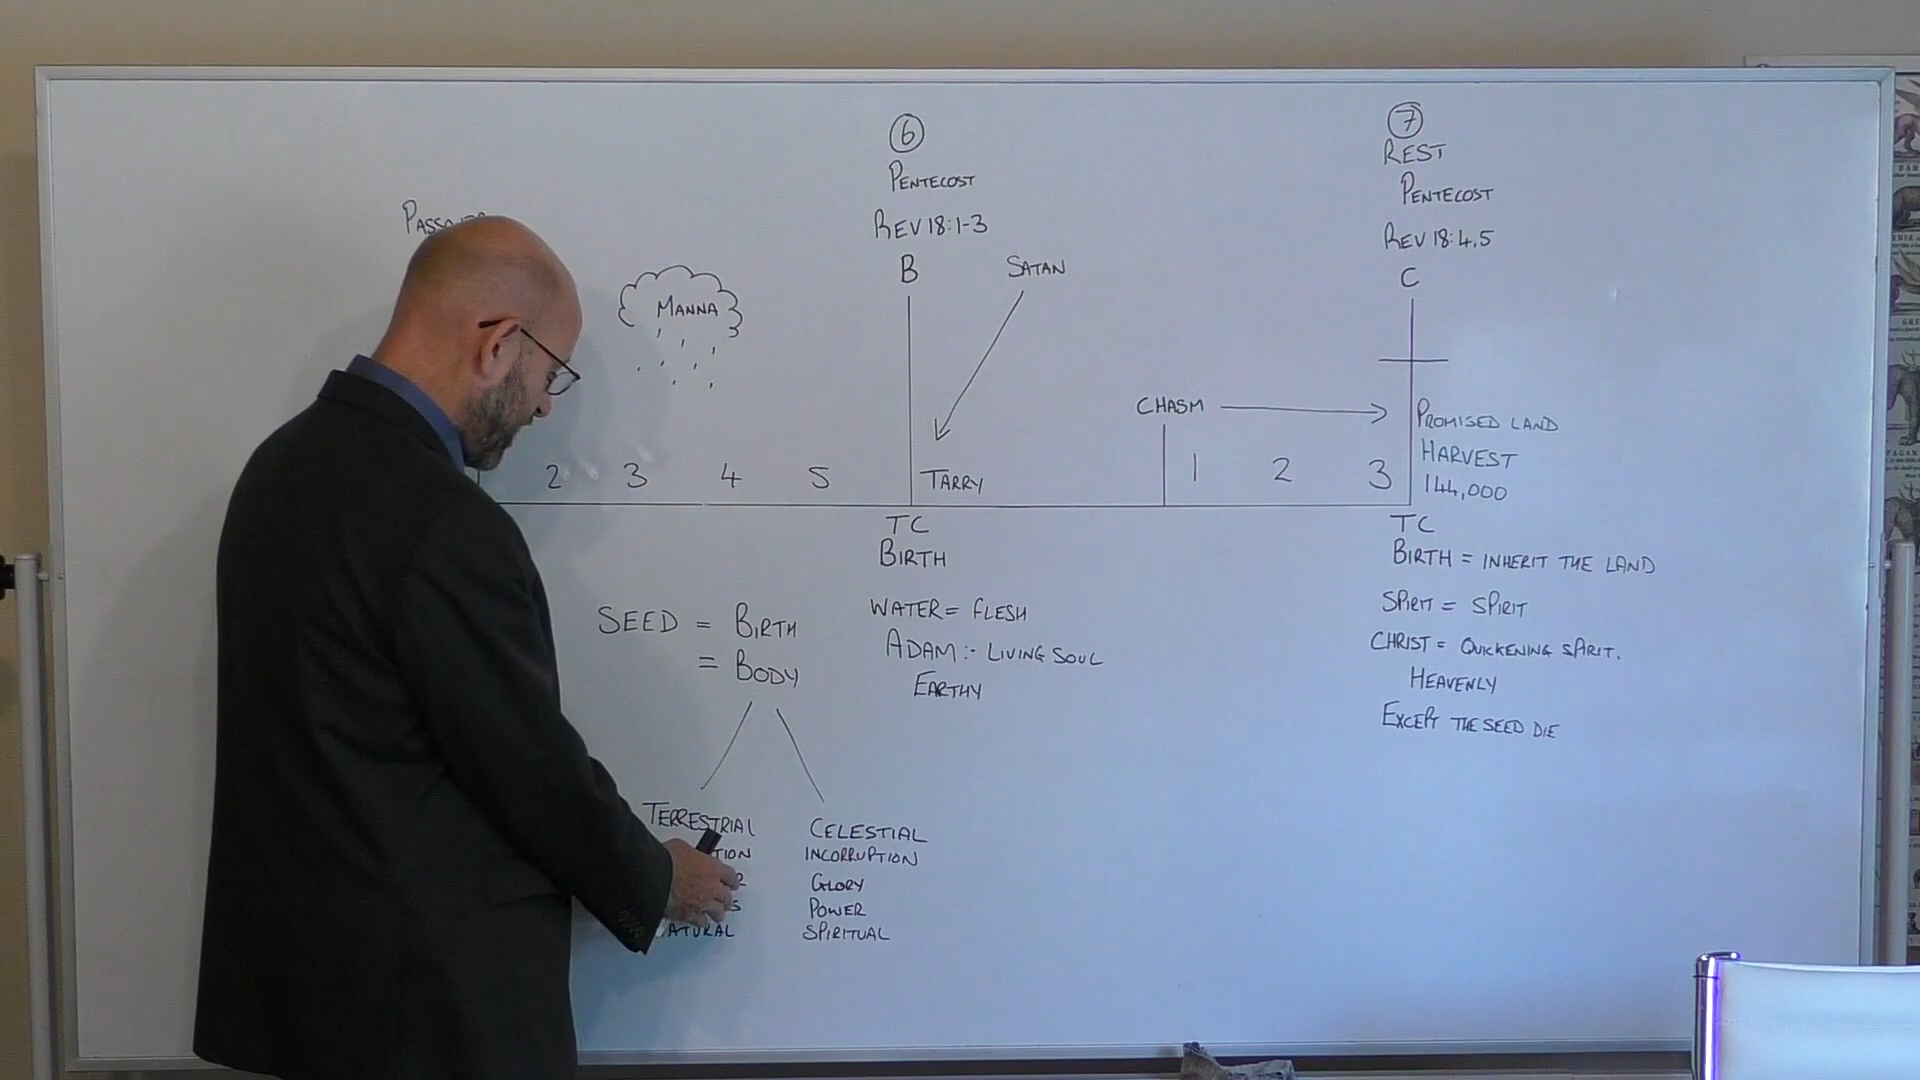 6
PENTECOST
REV 18:1-3
B
SATAN
7
REST
PENTECOST
REV 18:4,5
C
MANNA
CHASM
2 3 4 5
TARRY
1 2 3
PROMISED LAND
HARVEST
144,000
TC
BIRTH
TC
BIRTH = INHERIT THE LAND
SEED = BIRTH
= BODY
WATER = FLESH
ADAM :- LIVING SOUL
EARTHY
SPIRIT = SPIRIT
CHRIST = QUICKENING SPIRIT.
HEAVENLY
EXCEPT THE SEED DIE
TERRESTRIAL
CELESTIAL
INCORRUPTION
GLORY
POWER
SPIRITUAL